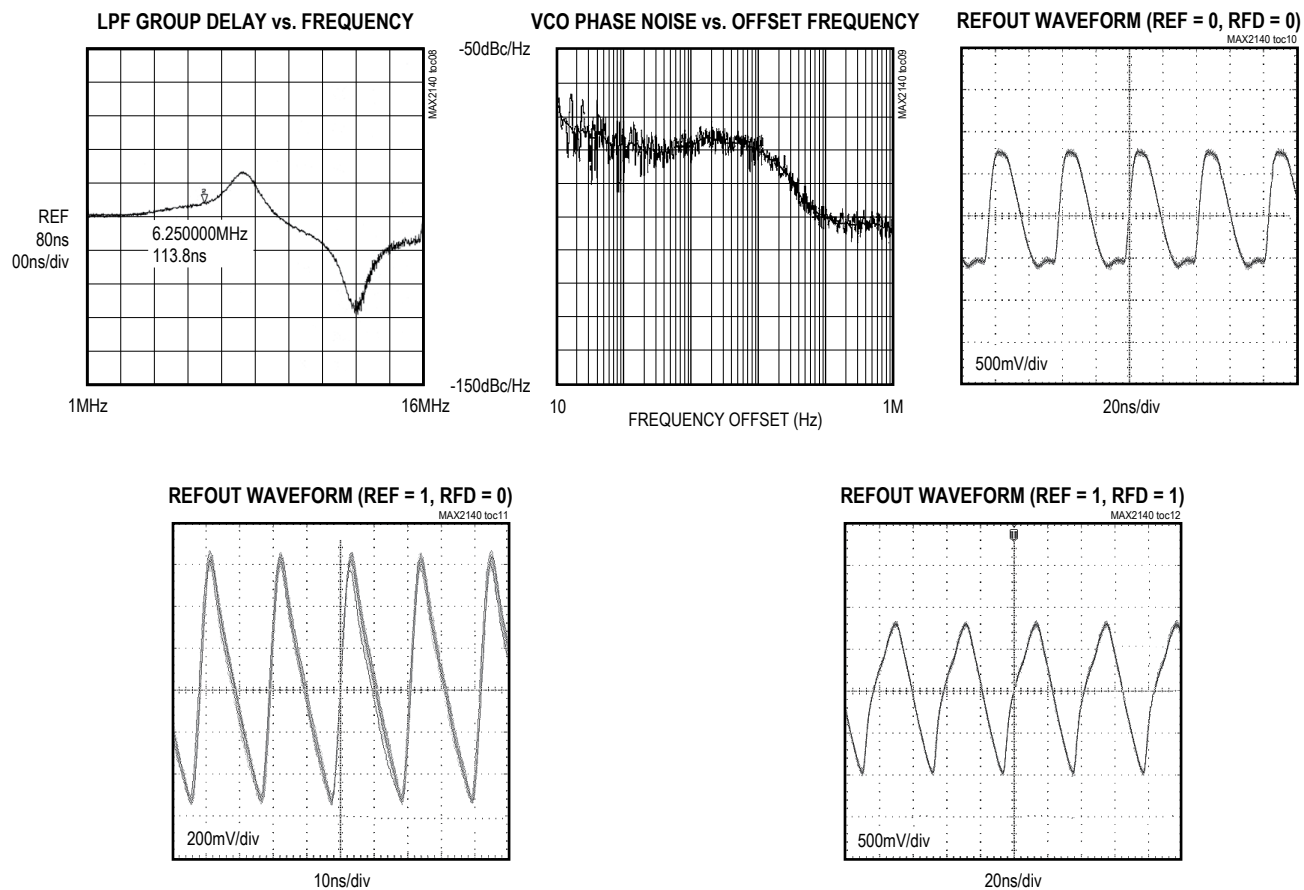 LPF GROUP DELAY vs. FREQUENCY
MAX2140 toc08
REF
80ns
00ns/div
6.250000MHz
113.8ns
1MHz
16MHz
VCO PHASE NOISE vs. OFFSET FREQUENCY
MAX2140 toc09
-50dBc/Hz
-150dBc/Hz
10
1M
FREQUENCY OFFSET (Hz)
REFOUT WAVEFORM (REF = 0, RFD = 0)
MAX2140 toc10
500mV/div
20ns/div
REFOUT WAVEFORM (REF = 1, RFD = 0)
MAX2140 toc11
200mV/div
10ns/div
REFOUT WAVEFORM (REF = 1, RFD = 1)
MAX2140 toc12
500mV/div
20ns/div